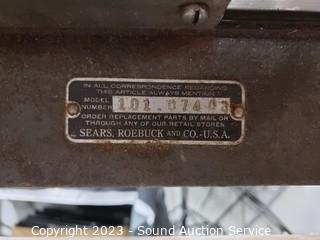 IN ALL CORRESPONDENCE REGARDING
THIS ARTICLE ALWAYS MENTION
MODEL NUMBER 101.07403
ORDER REPLACEMENT PARTS BY MAIL OR
THROUGH ANY OF OUR RETAIL STORES
SEARS, ROEBUCK AND CO.-U.S.A.
Copyright 2023 - Sound Auction Service